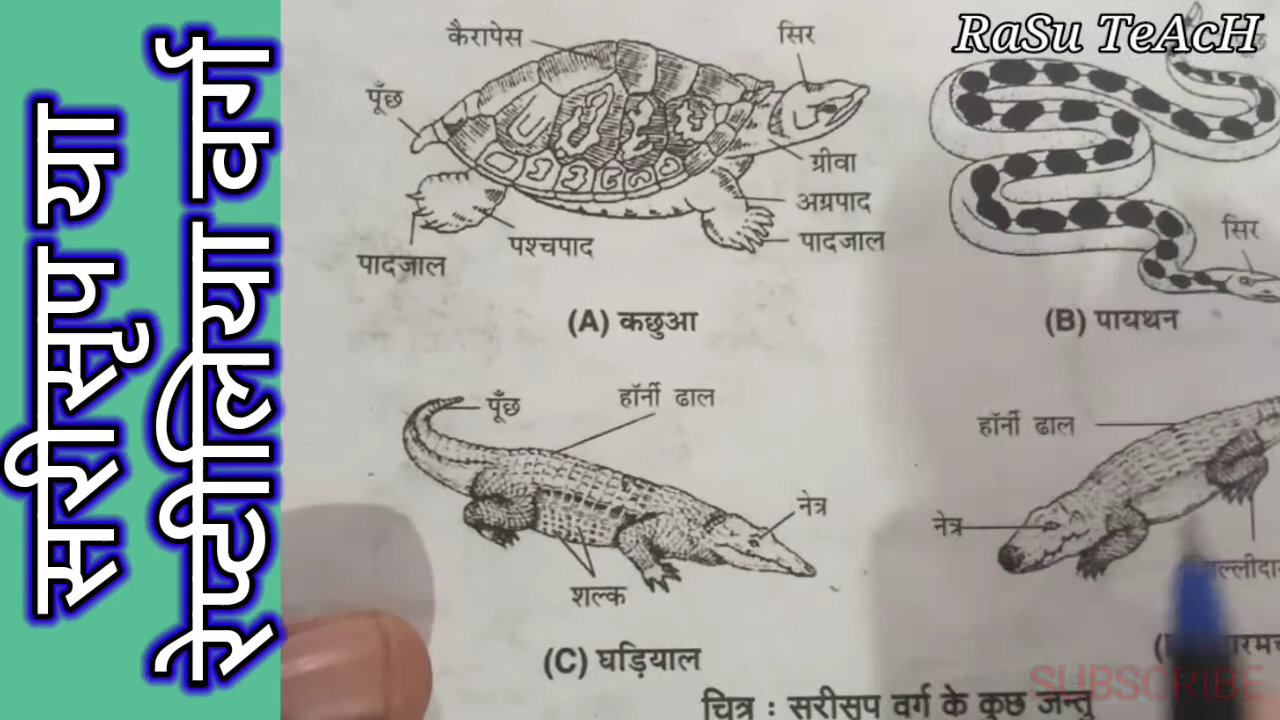 सरीसृप या
रेप्टीलिया वर्ग
RaSu TeAcH
कैरापेस
सिर
पूँछ
ग्रीवा
अग्रपाद
पादजाल
पश्चपाद
पादजाल
सिर
(A) कछुआ
(B) पायथन
पूँछ
हॉर्नी ढाल
नेत्र
शल्क
हॉर्नी ढाल
नेत्र
(C) घड़ियाल
SUBSCRIBE
चित्र : सरीसृप वर्ग के कुछ जन्तु